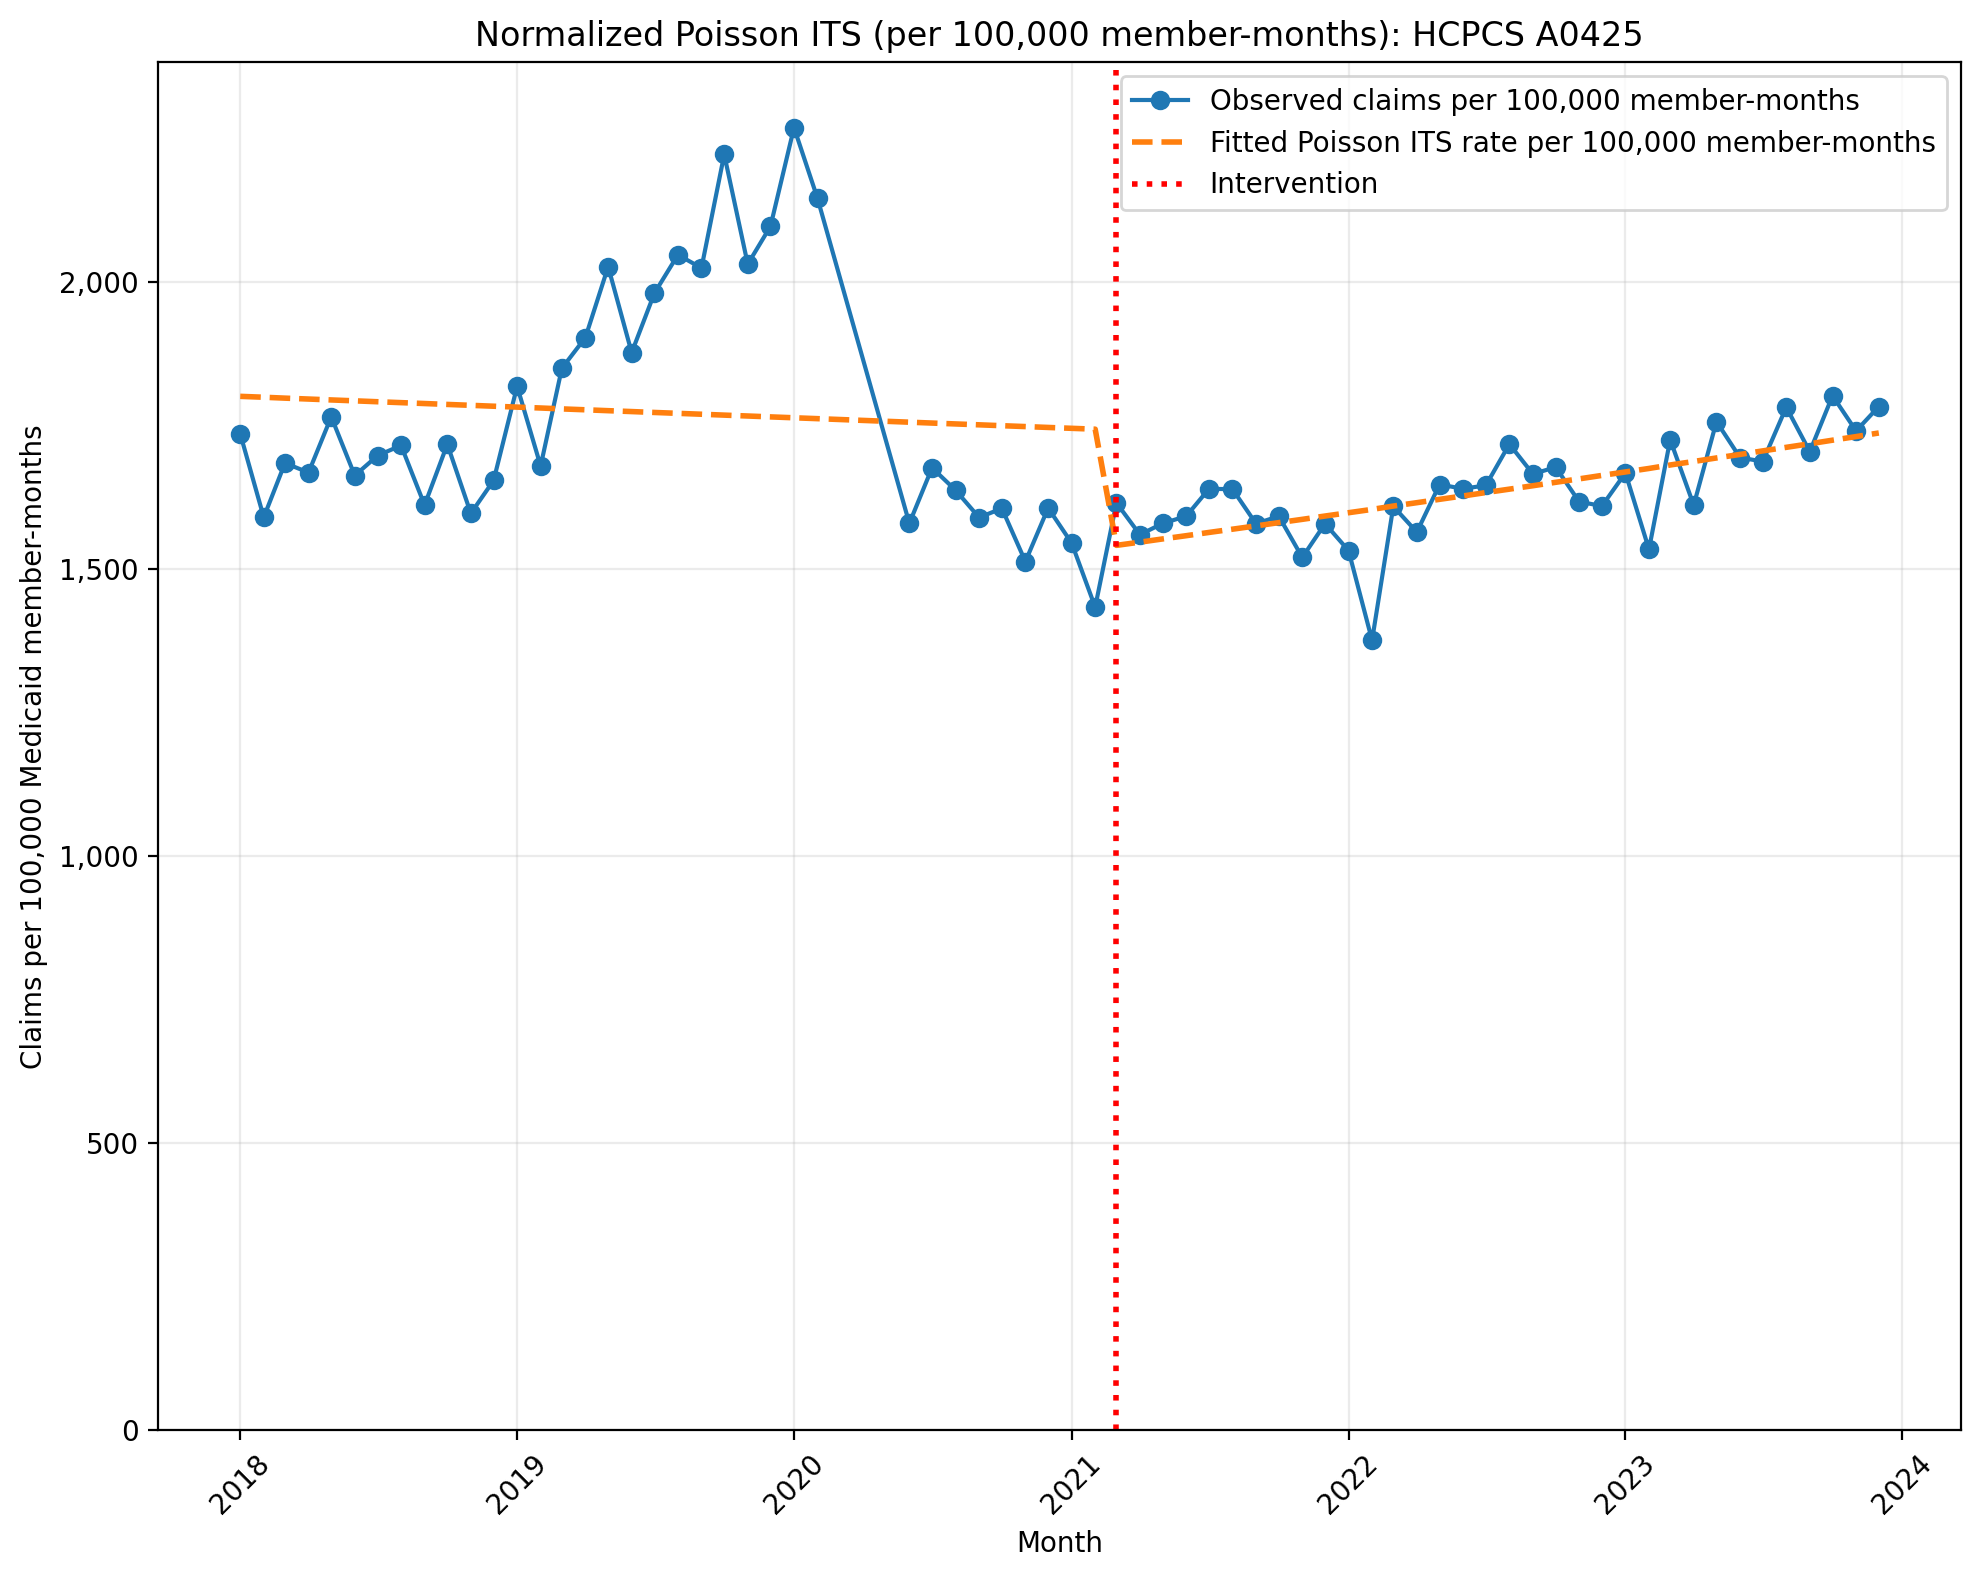 Normalized Poisson ITS (per 100,000 member-months): HCPCS A0425
Observed claims per 100,000 member-months
Fitted Poisson ITS rate per 100,000 member-months
Intervention
Claims per 100,000 Medicaid member-months
2,000
1,500
1,000
500
0
2018
2019
2020
2021
2022
2023
2024
Month